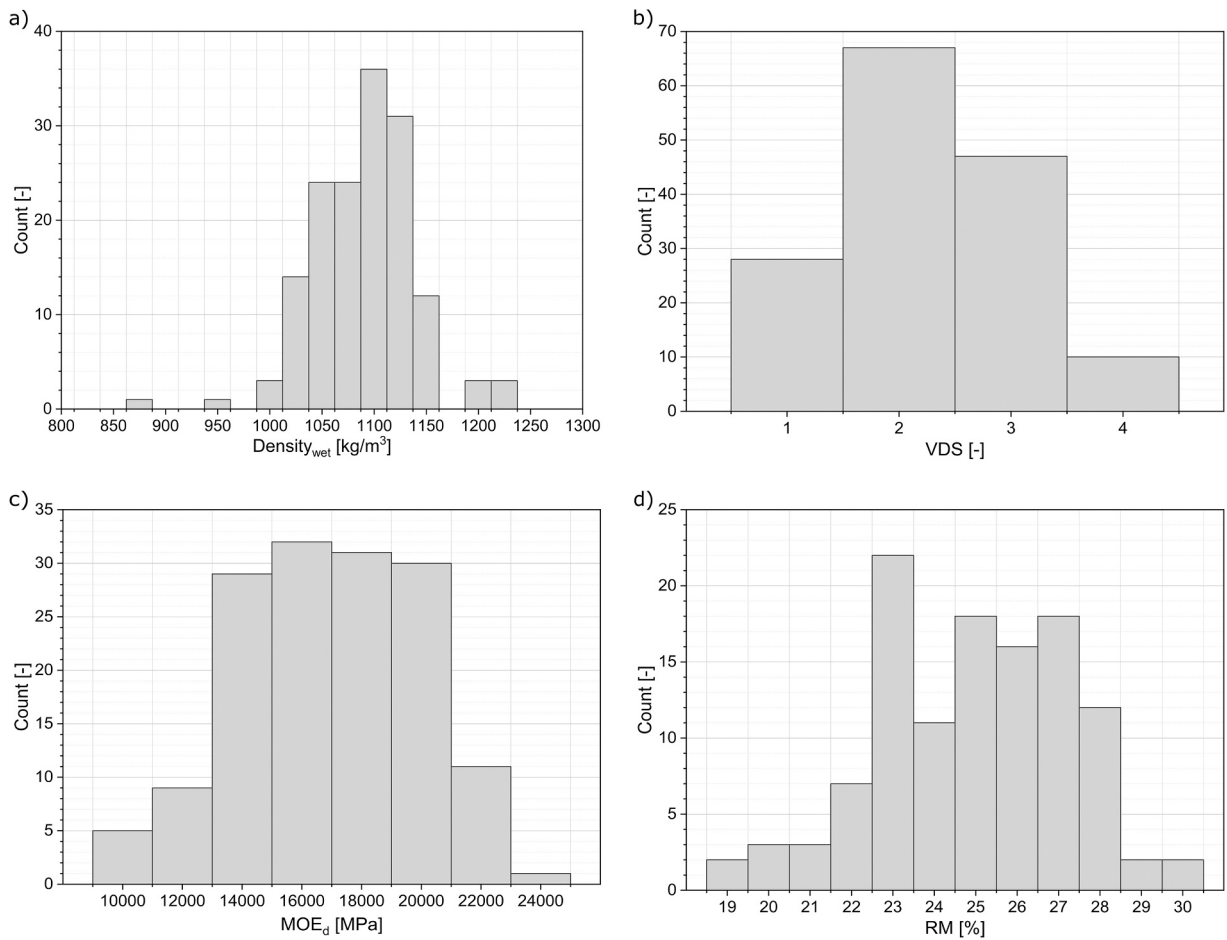 a)
40
30
20
10
0
Count [-]
800 850 900 950 1000 1050 1100 1150 1200 1250 1300
Density_wet [kg/m³]
b)
70
60
50
40
30
20
10
0
Count [-]
1 2 3 4
VDS [-]
c)
35
30
25
20
15
10
5
0
Count [-]
10000 12000 14000 16000 18000 20000 22000 24000
MOE_d [MPa]
d)
25
20
15
10
5
0
Count [-]
19 20 21 22 23 24 25 26 27 28 29 30
RM [%]